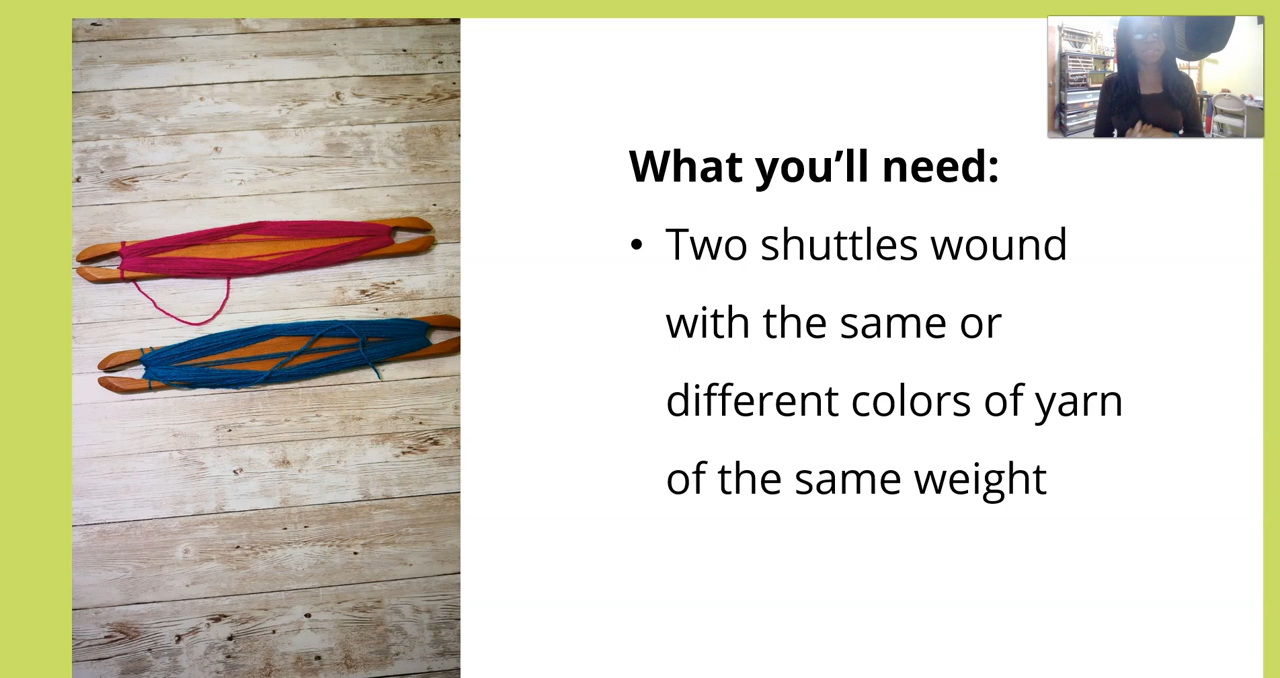 What you’ll need:
• Two shuttles wound
with the same or
different colors of yarn
of the same weight